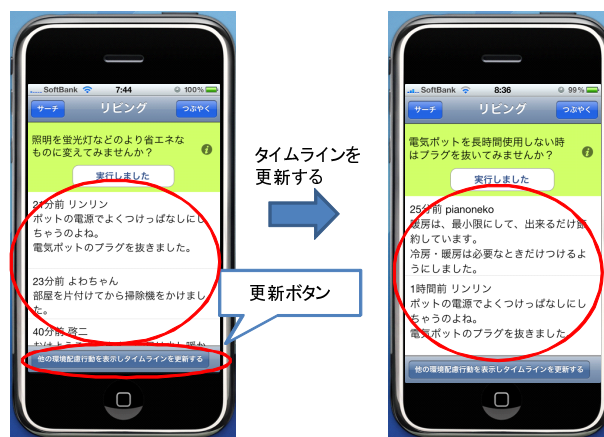 SoftBank 7:44 100%
サーチ リビング つぶやく
照明を蛍光灯などのより省エネな
ものに変えてみませんか？
実行しました
21分前 リンリン
ポットの電源でよくつけっぱなしにし
ちゃうのよね。
電気ポットのプラグを抜きました。
23分前 よわちゃん
部屋を片付けてから掃除機をかけまし
た。
40分前 啓二
他の環境配慮行動を表示しタイムラインを更新する
タイムラインを
更新する
更新ボタン
SoftBank 8:36 99%
サーチ リビング つぶやく
電気ポットを長時間使用しない時
はプラグを抜いてみませんか？
実行しました
25分前 pianoneko
暖房は、最小限にして、出来るだけ節
約しています。
冷房・暖房は必要なときだけつけるよ
うにしました。
1時間前 リンリン
ポットの電源でよくつけっぱなしにし
ちゃうのよね。
電気ポットのプラグを抜きました。
他の環境配慮行動を表示しタイムラインを更新する